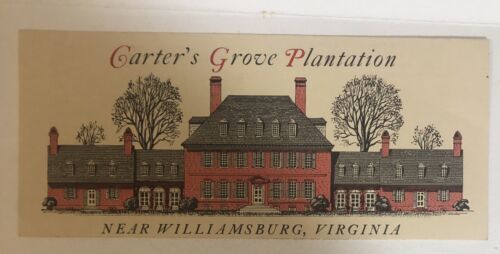 Carter's Grove Plantation
NEAR WILLIAMSBURG, VIRGINIA